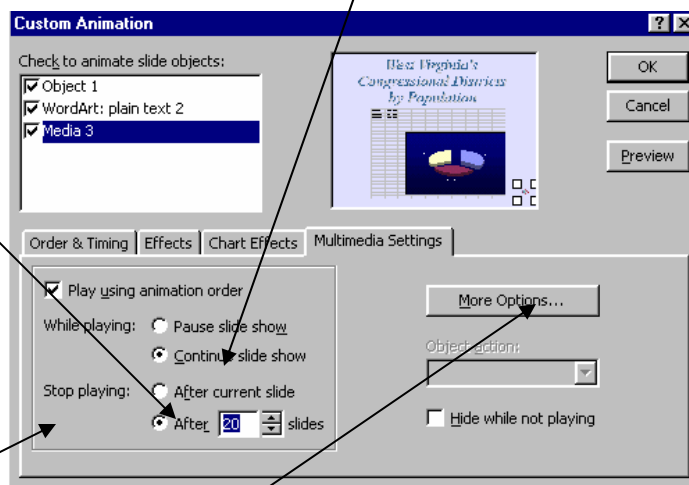 Custom Animation
Check to animate slide objects:
Object 1
WordArt: plain text 2
Media 3
West Virginia's
Congressional Districts
by Population
OK
Cancel
Preview
Order & Timing
Effects
Chart Effects
Multimedia Settings
Play using animation order
While playing:
Pause slide show
Continue slide show
Stop playing:
After current slide
After 20 slides
More Options...
Object action:
Hide while not playing